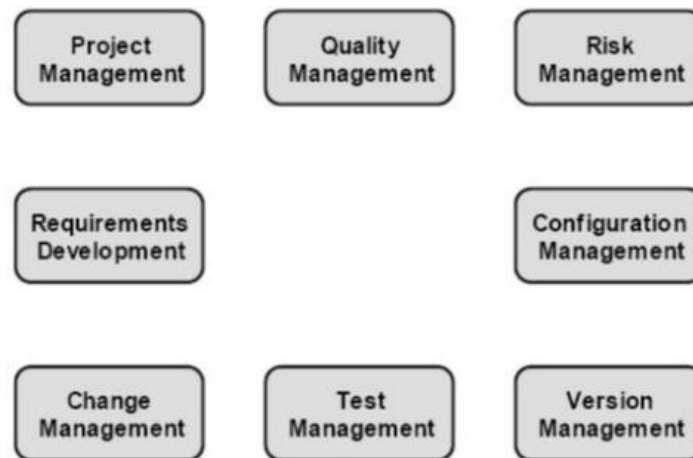 Project
Management
Quality
Management
Risk
Management
Requirements
Development
Configuration
Management
Change
Management
Test
Management
Version
Management